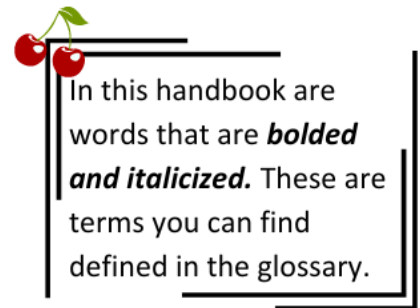 In this handbook are
words that are bolded
and italicized. These are
terms you can find
defined in the glossary.